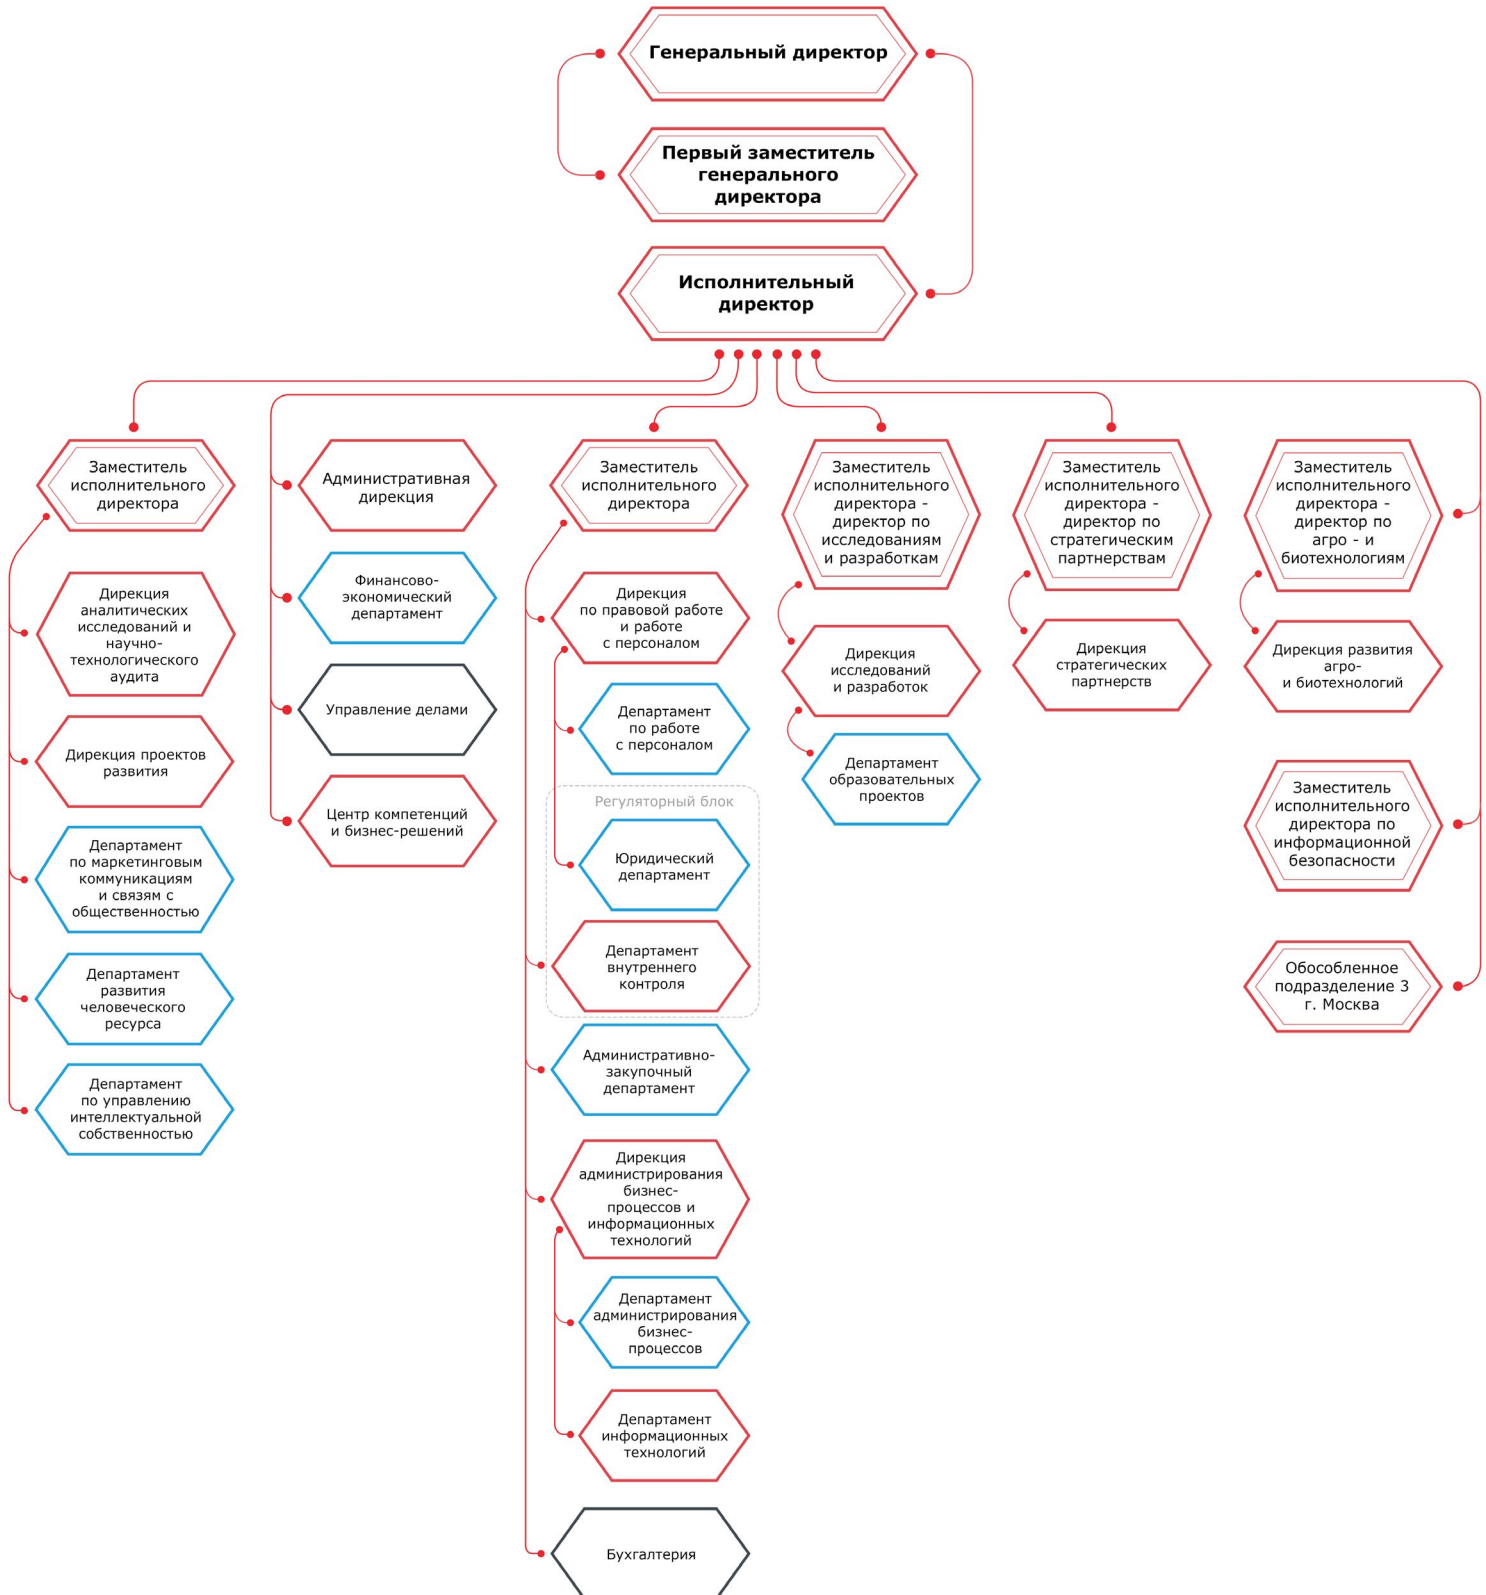 Генеральный директор
Первый заместитель
генерального
директора
Исполнительный
директор
Заместитель
исполнительного
директора
Дирекция
аналитических
исследований и
научно-
технологического
аудита
Дирекция проектов
развития
Департамент
по маркетинговым
коммуникациям
и связям с
общественностью
Департамент
развития
человеческого
ресурса
Департамент
по управлению
интеллектуальной
собственностью
Административная
дирекция
Финансово-
экономический
департамент
Управление делами
Центр компетенций
и бизнес-решений
Заместитель
исполнительного
директора
Дирекция
по правовой работе
и работе
с персоналом
Департамент
по работе
с персоналом
Регуляторный блок
Юридический
департамент
Департамент
внутреннего
контроля
Административно-
закупочный
департамент
Дирекция
администрирования
бизнес-
процессов и
информационных
технологий
Департамент
администрирования
бизнес-
процессов
Департамент
информационных
технологий
Бухгалтерия
Заместитель
исполнительного
директора -
директор по
исследованиям
и разработкам
Дирекция
исследований
и разработок
Департамент
образовательных
проектов
Заместитель
исполнительного
директора -
директор по
стратегическим
партнерствам
Дирекция
стратегических
партнерств
Заместитель
исполнительного
директора -
директор по
агро - и
биотехнологиям
Дирекция развития
агро-
и биотехнологий
Заместитель
исполнительного
директора по
информационной
безопасности
Обособленное
подразделение 3
г. Москва